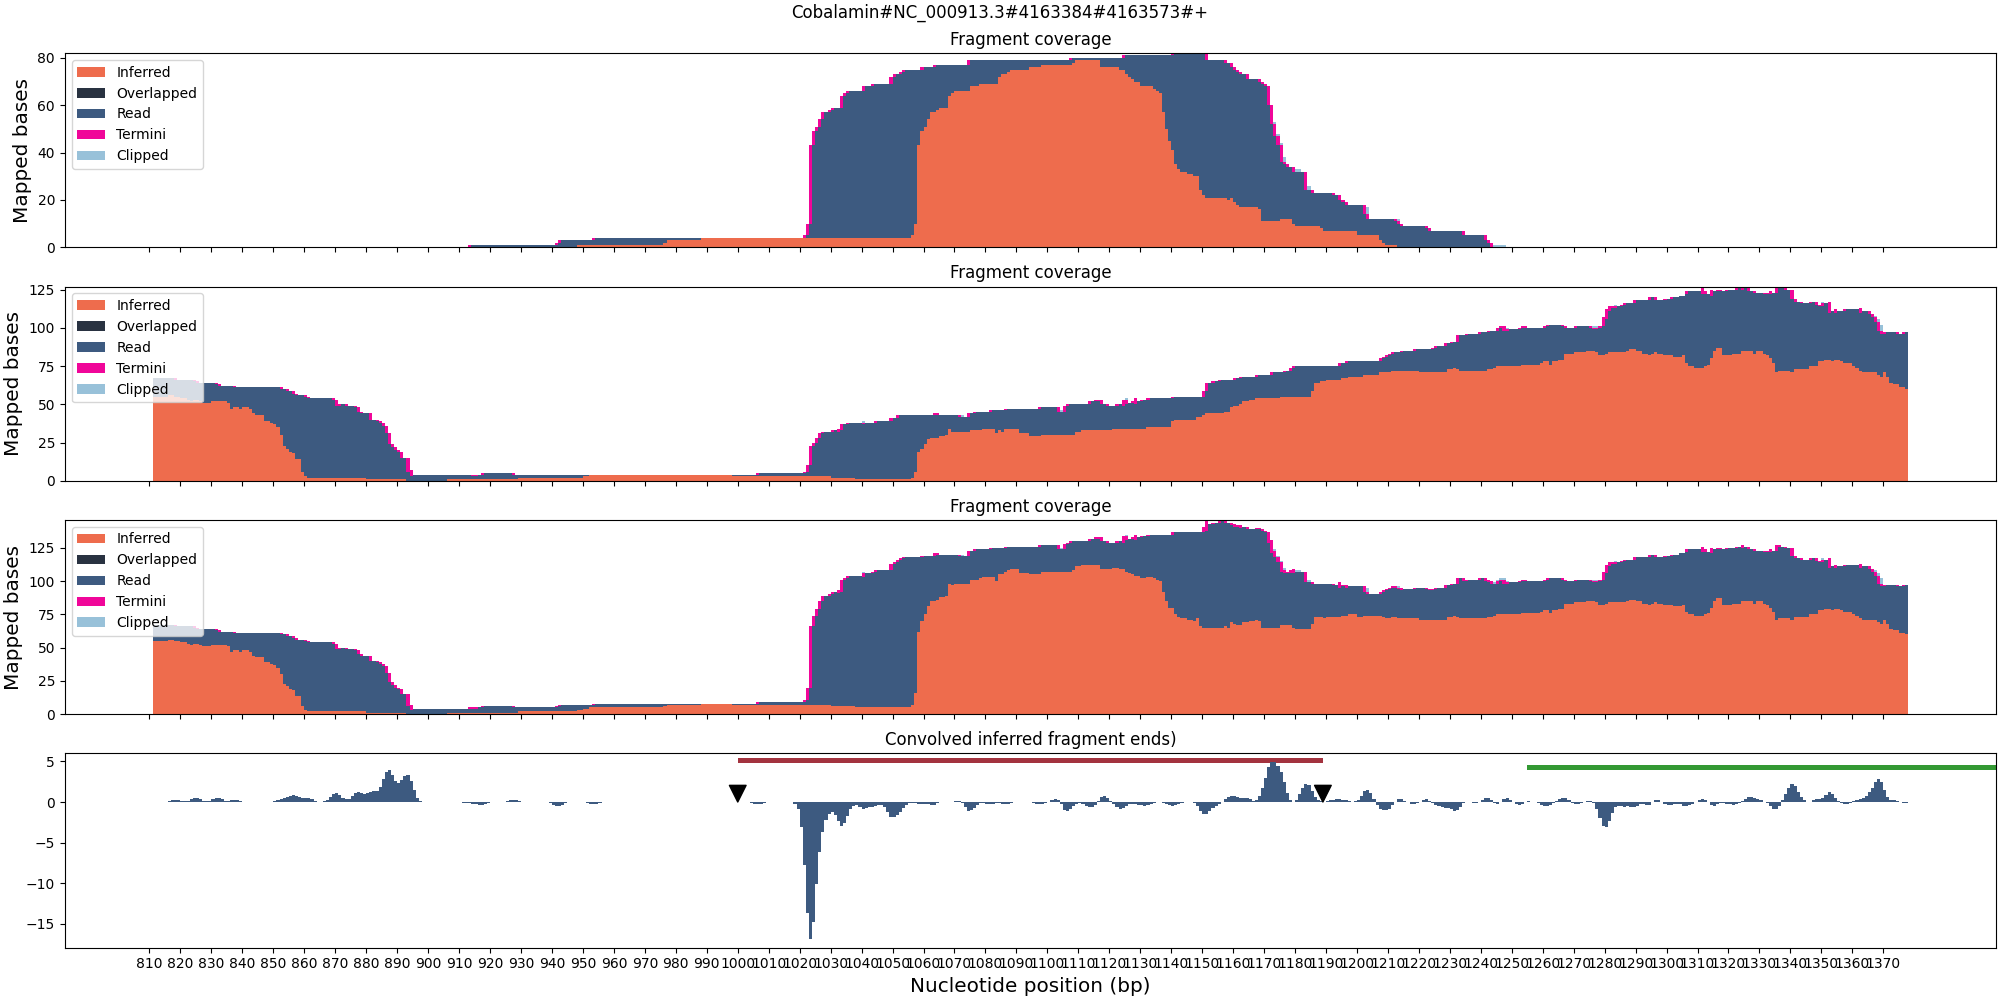 Cobalamin#NC_000913.3#4163384#4163573#+
Fragment coverage
Mapped bases
80
60
40
20
0
Inferred
Overlapped
Read
Termini
Clipped
Fragment coverage
Mapped bases
125
100
75
50
25
0
Inferred
Overlapped
Read
Termini
Clipped
Fragment coverage
Mapped bases
125
100
75
50
25
0
Inferred
Overlapped
Read
Termini
Clipped
Convolved inferred fragment ends)
5
0
−5
−10
−15
810 820 830 840 850 860 870 880 890 900 910 920 930 940 950 960 970 980 990 1000 1010 1020 1030 1040 1050 1060 1070 1080 1090 1100 1110 1120 1130 1140 1150 1160 1170 1180 1190 1200 1210 1220 1230 1240 1250 1260 1270 1280 1290 1300 1310 1320 1330 1340 1350 1360 1370
Nucleotide position (bp)